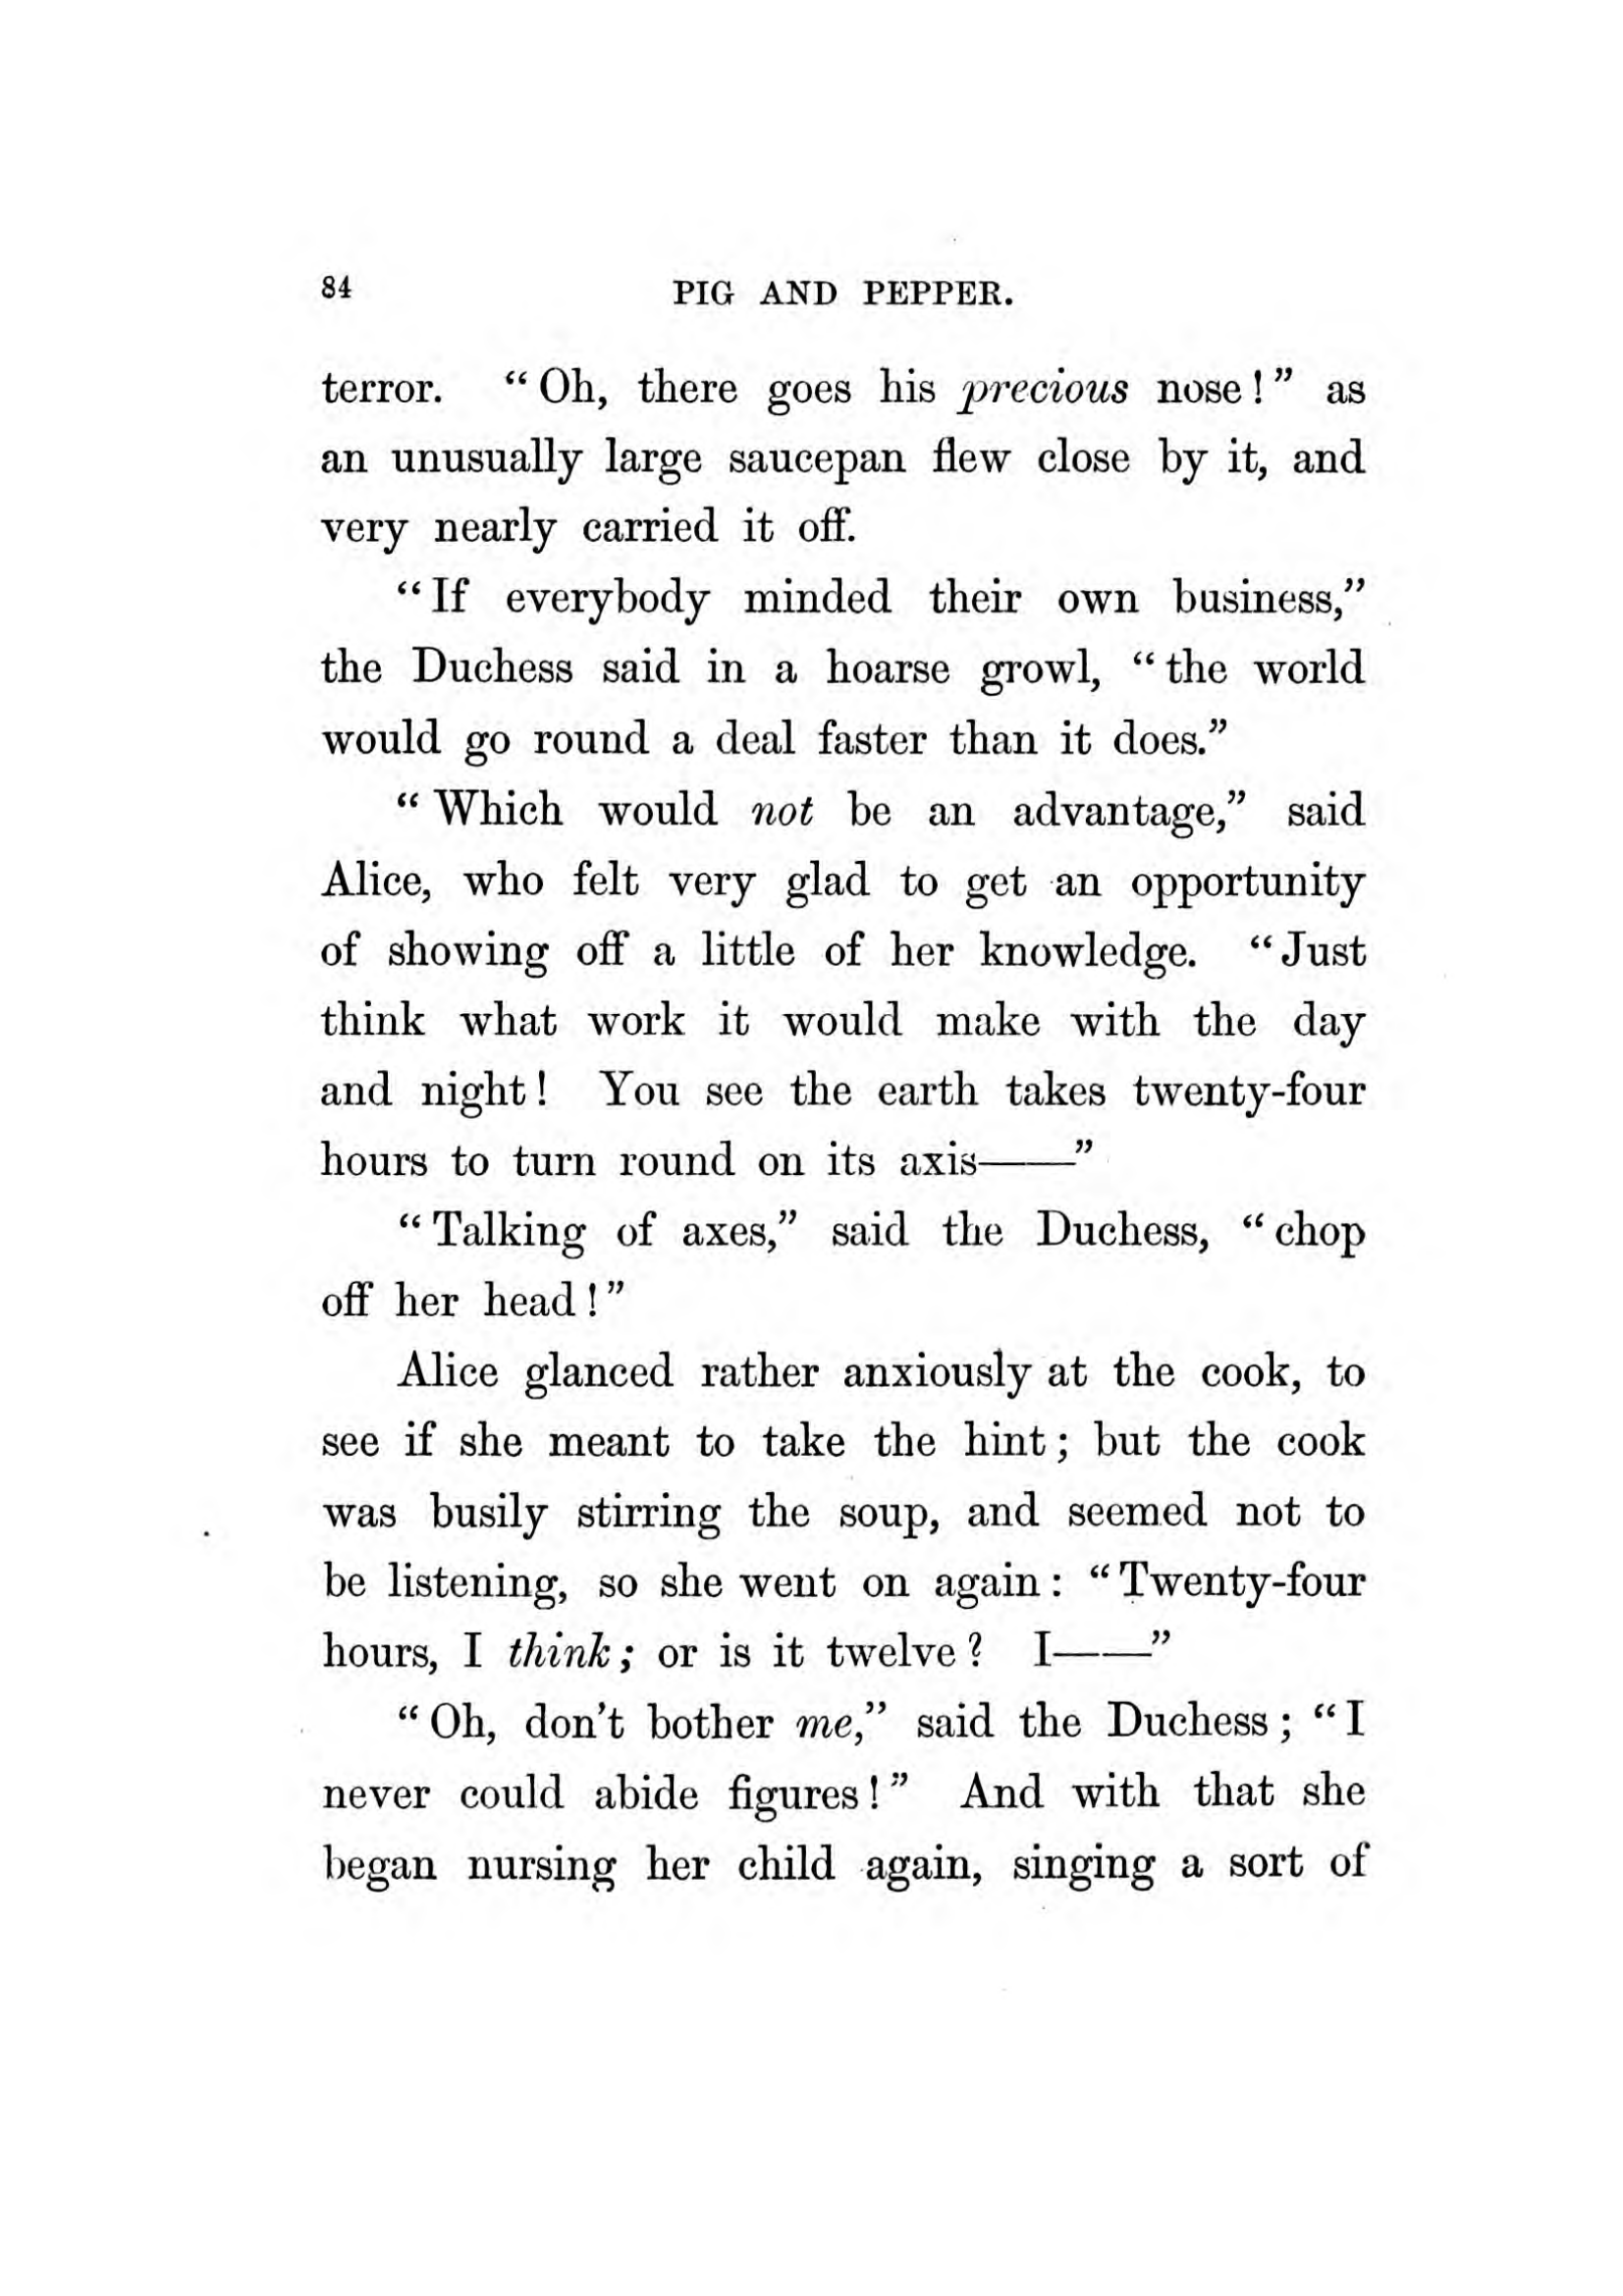 84 PIG AND PEPPER.
terror. “Oh, there goes his precious nose!” as
an unusually large saucepan flew close by it, and
very nearly carried it off.
“If everybody minded their own business,”
the Duchess said in a hoarse growl, “the world
would go round a deal faster than it does.”
“Which would not be an advantage,” said
Alice, who felt very glad to get an opportunity
of showing off a little of her knowledge. “Just
think what work it would make with the day
and night! You see the earth takes twenty-four
hours to turn round on its axis——”
“Talking of axes,” said the Duchess, “chop
off her head!”
Alice glanced rather anxiously at the cook, to
see if she meant to take the hint; but the cook
was busily stirring the soup, and seemed not to
be listening, so she went on again: “Twenty-four
hours, I think; or is it twelve? I——”
“Oh, don’t bother me,” said the Duchess; “I
never could abide figures!” And with that she
began nursing her child again, singing a sort of